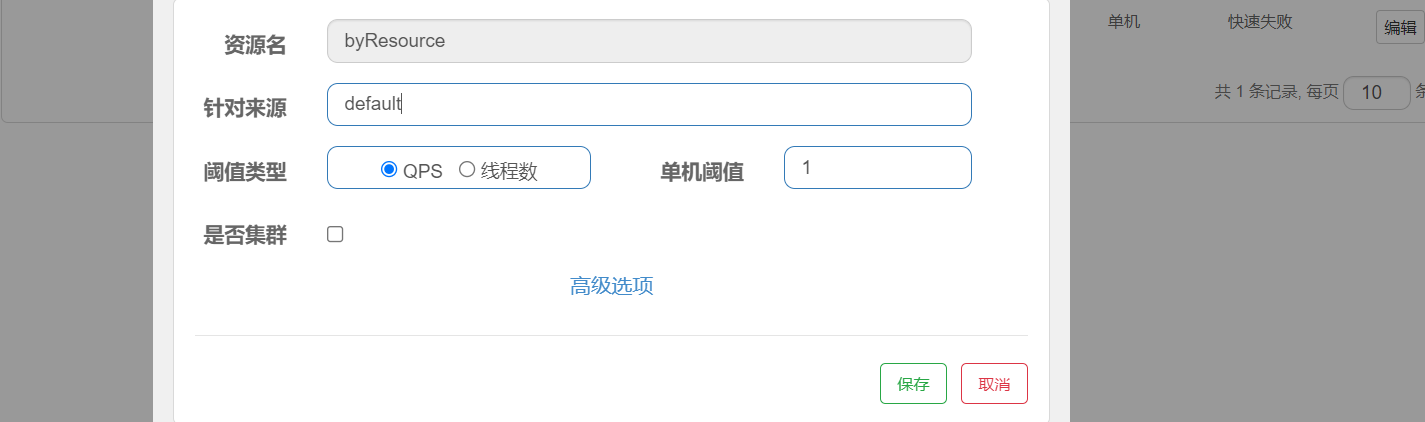 资源名 byResource
针对来源 default
阈值类型 QPS 线程数 单机阈值 1
是否集群
高级选项
保存 取消
单机 快速失败 编辑
共 1 条记录, 每页 10 条